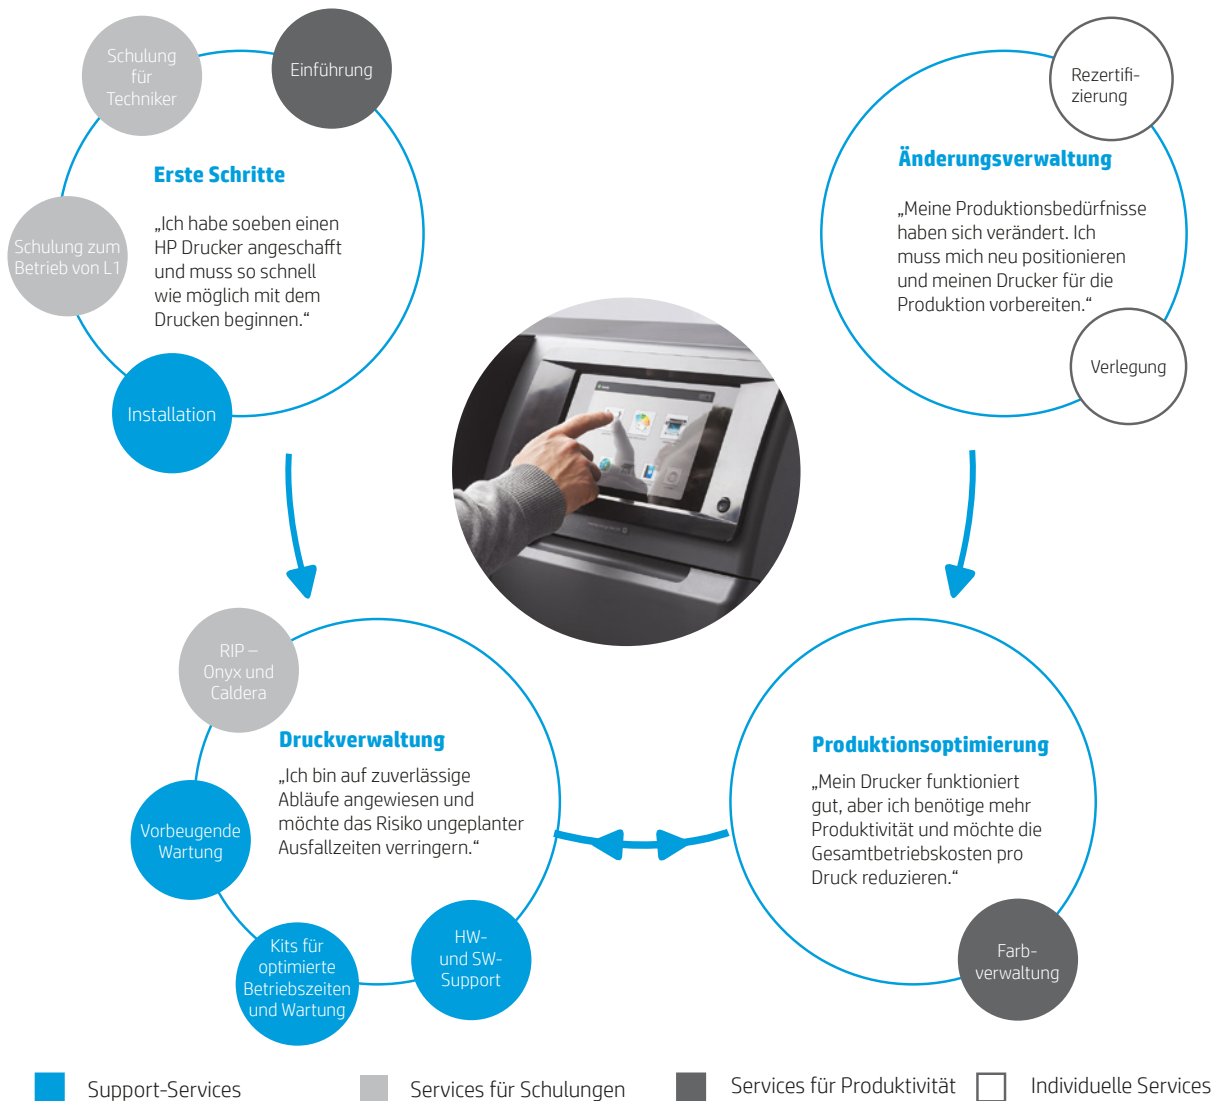 Schulung
für
Techniker
Einführung
Schulung zum
Betrieb von L1
Installation
Erste Schritte
„Ich habe soeben einen
HP Drucker angeschafft
und muss so schnell
wie möglich mit dem
Drucken beginnen.“
Rezertifi-
zierung
Änderungsverwaltung
„Meine Produktionsbedürfnisse
haben sich verändert. Ich
muss mich neu positionieren
und meinen Drucker für die
Produktion vorbereiten.“
Verlegung
RIP –
Onyx und
Caldera
Druckverwaltung
„Ich bin auf zuverlässige
Abläufe angewiesen und
möchte das Risiko ungeplanter
Ausfallzeiten verringern.“
Vorbeugende
Wartung
Kits für
optimierte
Betriebszeiten
und Wartung
HW-
und SW-
Support
Produktionsoptimierung
„Mein Drucker funktioniert
gut, aber ich benötige mehr
Produktivität und möchte die
Gesamtbetriebskosten pro
Druck reduzieren.“
Farb-
verwaltung
Support-Services
Services für Schulungen
Services für Produktivität
Individuelle Services